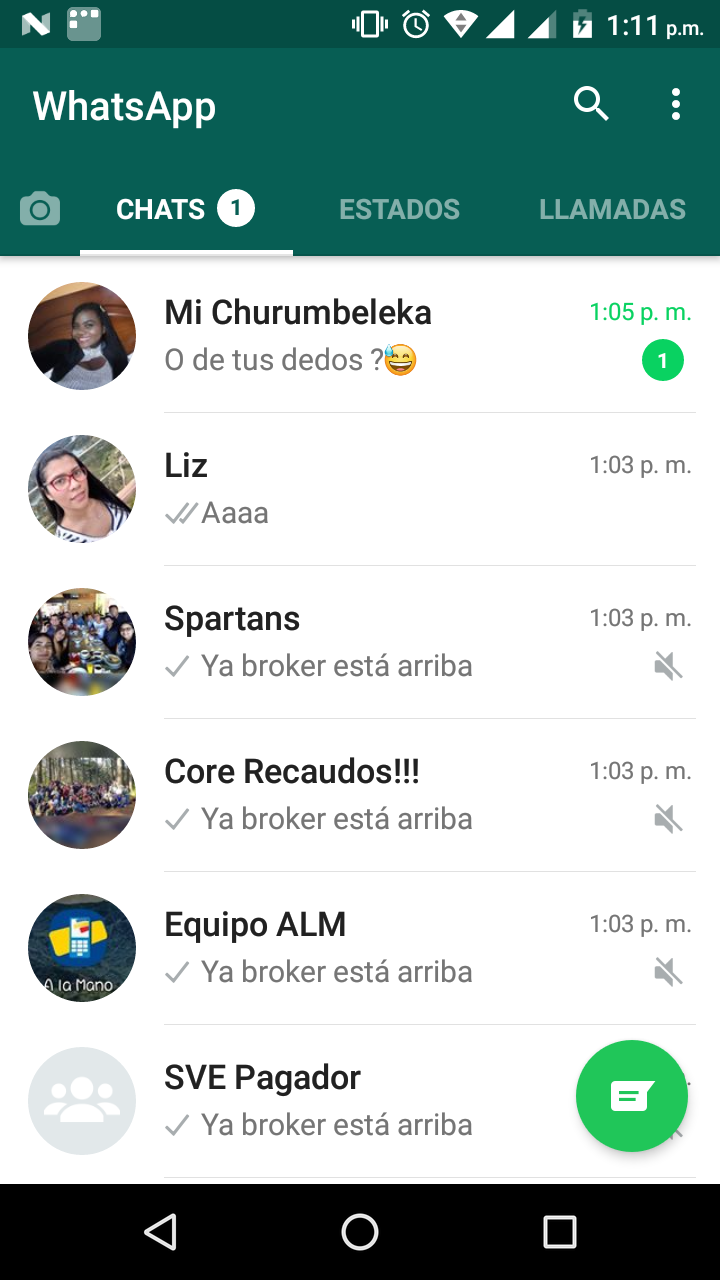 1:11 p.m.
WhatsApp
CHATS 1 ESTADOS LLAMADAS
Mi Churumbeleka 1:05 p. m.
O de tus dedos ?😅 1
Liz 1:03 p. m.
Aaaa
Spartans 1:03 p. m.
Ya broker está arriba
Core Recaudos!!! 1:03 p. m.
Ya broker está arriba
Equipo ALM 1:03 p. m.
Ya broker está arriba
A la Mano
SVE Pagador
Ya broker está arriba